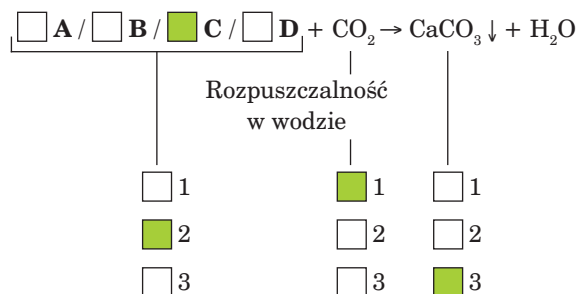 A / B / C / D + CO₂ → CaCO₃ ↓ + H₂O
Rozpuszczalność
w wodzie
1 1 1
2 2 2
3 3 3